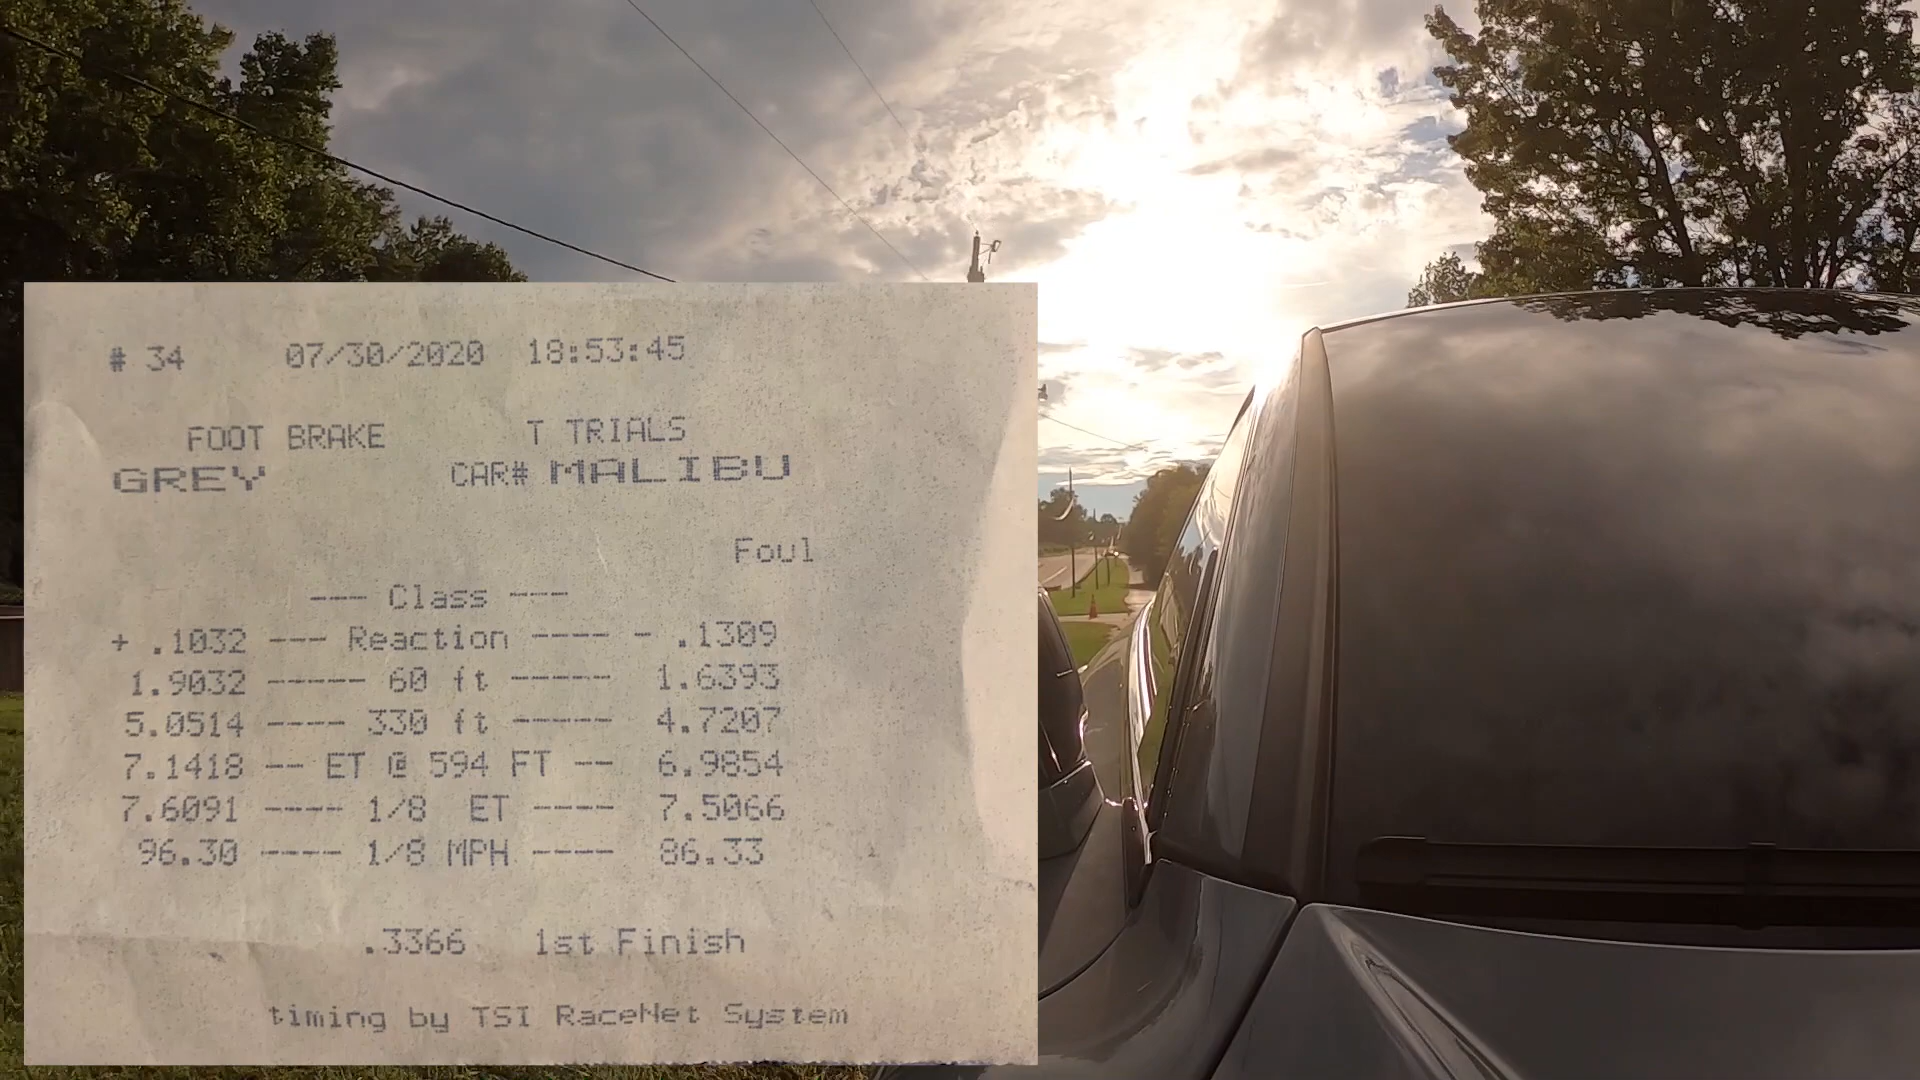 # 34 07/30/2020 18:53:45
FOOT BRAKE T TRIALS
GREY CAR# MALIBU
Foul
--- Class ---
+ .1032 --- Reaction ---- - .1309
1.9032 ----- 60 ft ----- 1.6393
5.0514 ---- 330 ft ----- 4.7207
7.1418 -- ET @ 594 FT -- 6.9854
7.6091 ---- 1/8 ET ---- 7.5066
96.30 ---- 1/8 MPH ---- 86.33
.3366 1st Finish
timing by TSI RaceNet System